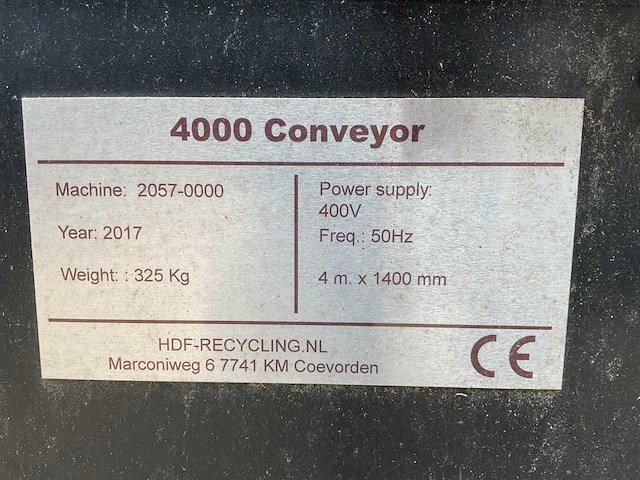 4000 Conveyor
Machine: 2057-0000
Year: 2017
Weight: : 325 Kg
Power supply:
400V
Freq.: 50Hz
4 m. x 1400 mm
HDF-RECYCLING.NL
Marconiweg 6 7741 KM Coevorden
CE